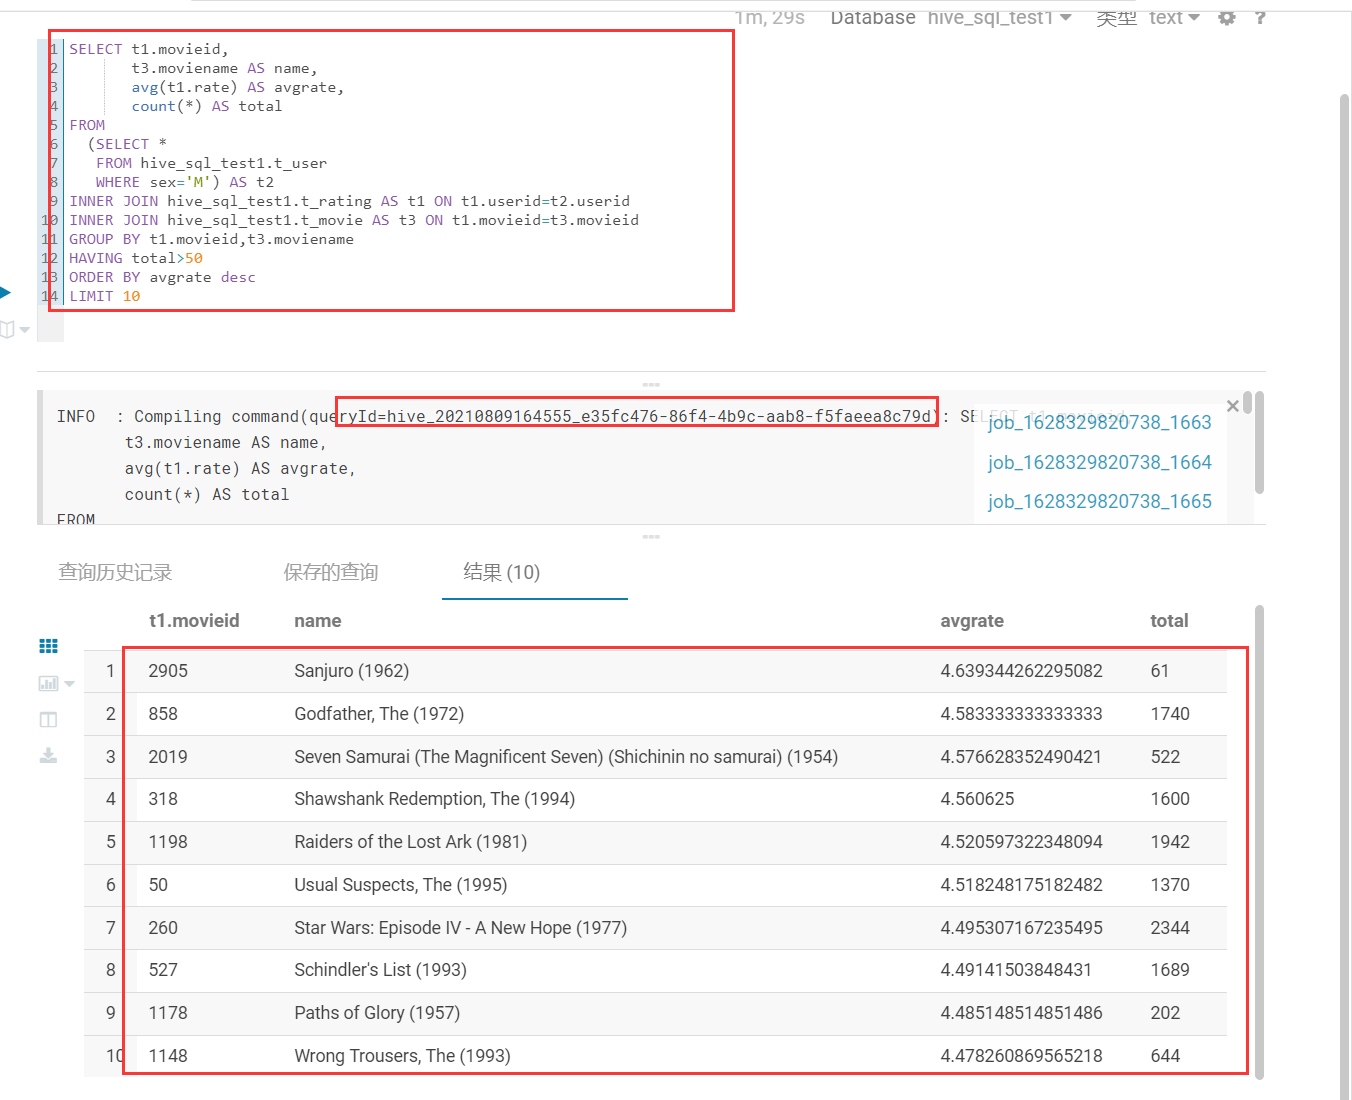 1m, 29s Database hive_sql_test1 类型 text ?
1 SELECT t1.movieid,
2 t3.moviename AS name,
3 avg(t1.rate) AS avgrate,
4 count(*) AS total
5 FROM
6 (SELECT *
7 FROM hive_sql_test1.t_user
8 WHERE sex='M') AS t2
9 INNER JOIN hive_sql_test1.t_rating AS t1 ON t1.userid=t2.userid
10 INNER JOIN hive_sql_test1.t_movie AS t3 ON t1.movieid=t3.movieid
11 GROUP BY t1.movieid,t3.moviename
12 HAVING total>50
13 ORDER BY avgrate desc
14 LIMIT 10
INFO : Compiling command(queryId=hive_20210809164555_e35fc476-86f4-4b9c-aab8-f5faeea8c79d): SELECT t1.movieid,
t3.moviename AS name,
avg(t1.rate) AS avgrate,
count(*) AS total
FROM
job_1628329820738_1663
job_1628329820738_1664
job_1628329820738_1665
查询历史记录 保存的查询 结果 (10)
t1.movieid name avgrate total
1 2905 Sanjuro (1962) 4.639344262295082 61
2 858 Godfather, The (1972) 4.583333333333333 1740
3 2019 Seven Samurai (The Magnificent Seven) (Shichinin no samurai) (1954) 4.576628352490421 522
4 318 Shawshank Redemption, The (1994) 4.560625 1600
5 1198 Raiders of the Lost Ark (1981) 4.520597322348094 1942
6 50 Usual Suspects, The (1995) 4.518248175182482 1370
7 260 Star Wars: Episode IV - A New Hope (1977) 4.495307167235495 2344
8 527 Schindler's List (1993) 4.49141503848431 1689
9 1178 Paths of Glory (1957) 4.485148514851486 202
10 1148 Wrong Trousers, The (1993) 4.478260869565218 644